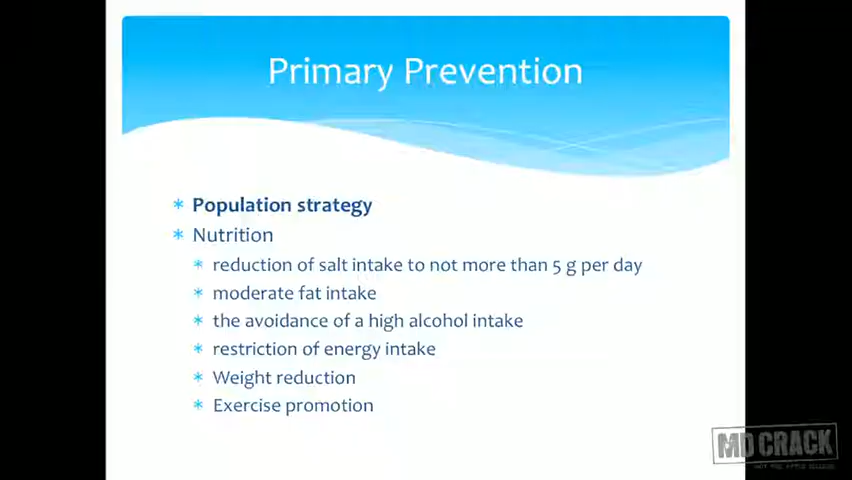 Primary Prevention
Population strategy
Nutrition
reduction of salt intake to not more than 5 g per day
moderate fat intake
the avoidance of a high alcohol intake
restriction of energy intake
Weight reduction
Exercise promotion
MD CRACK